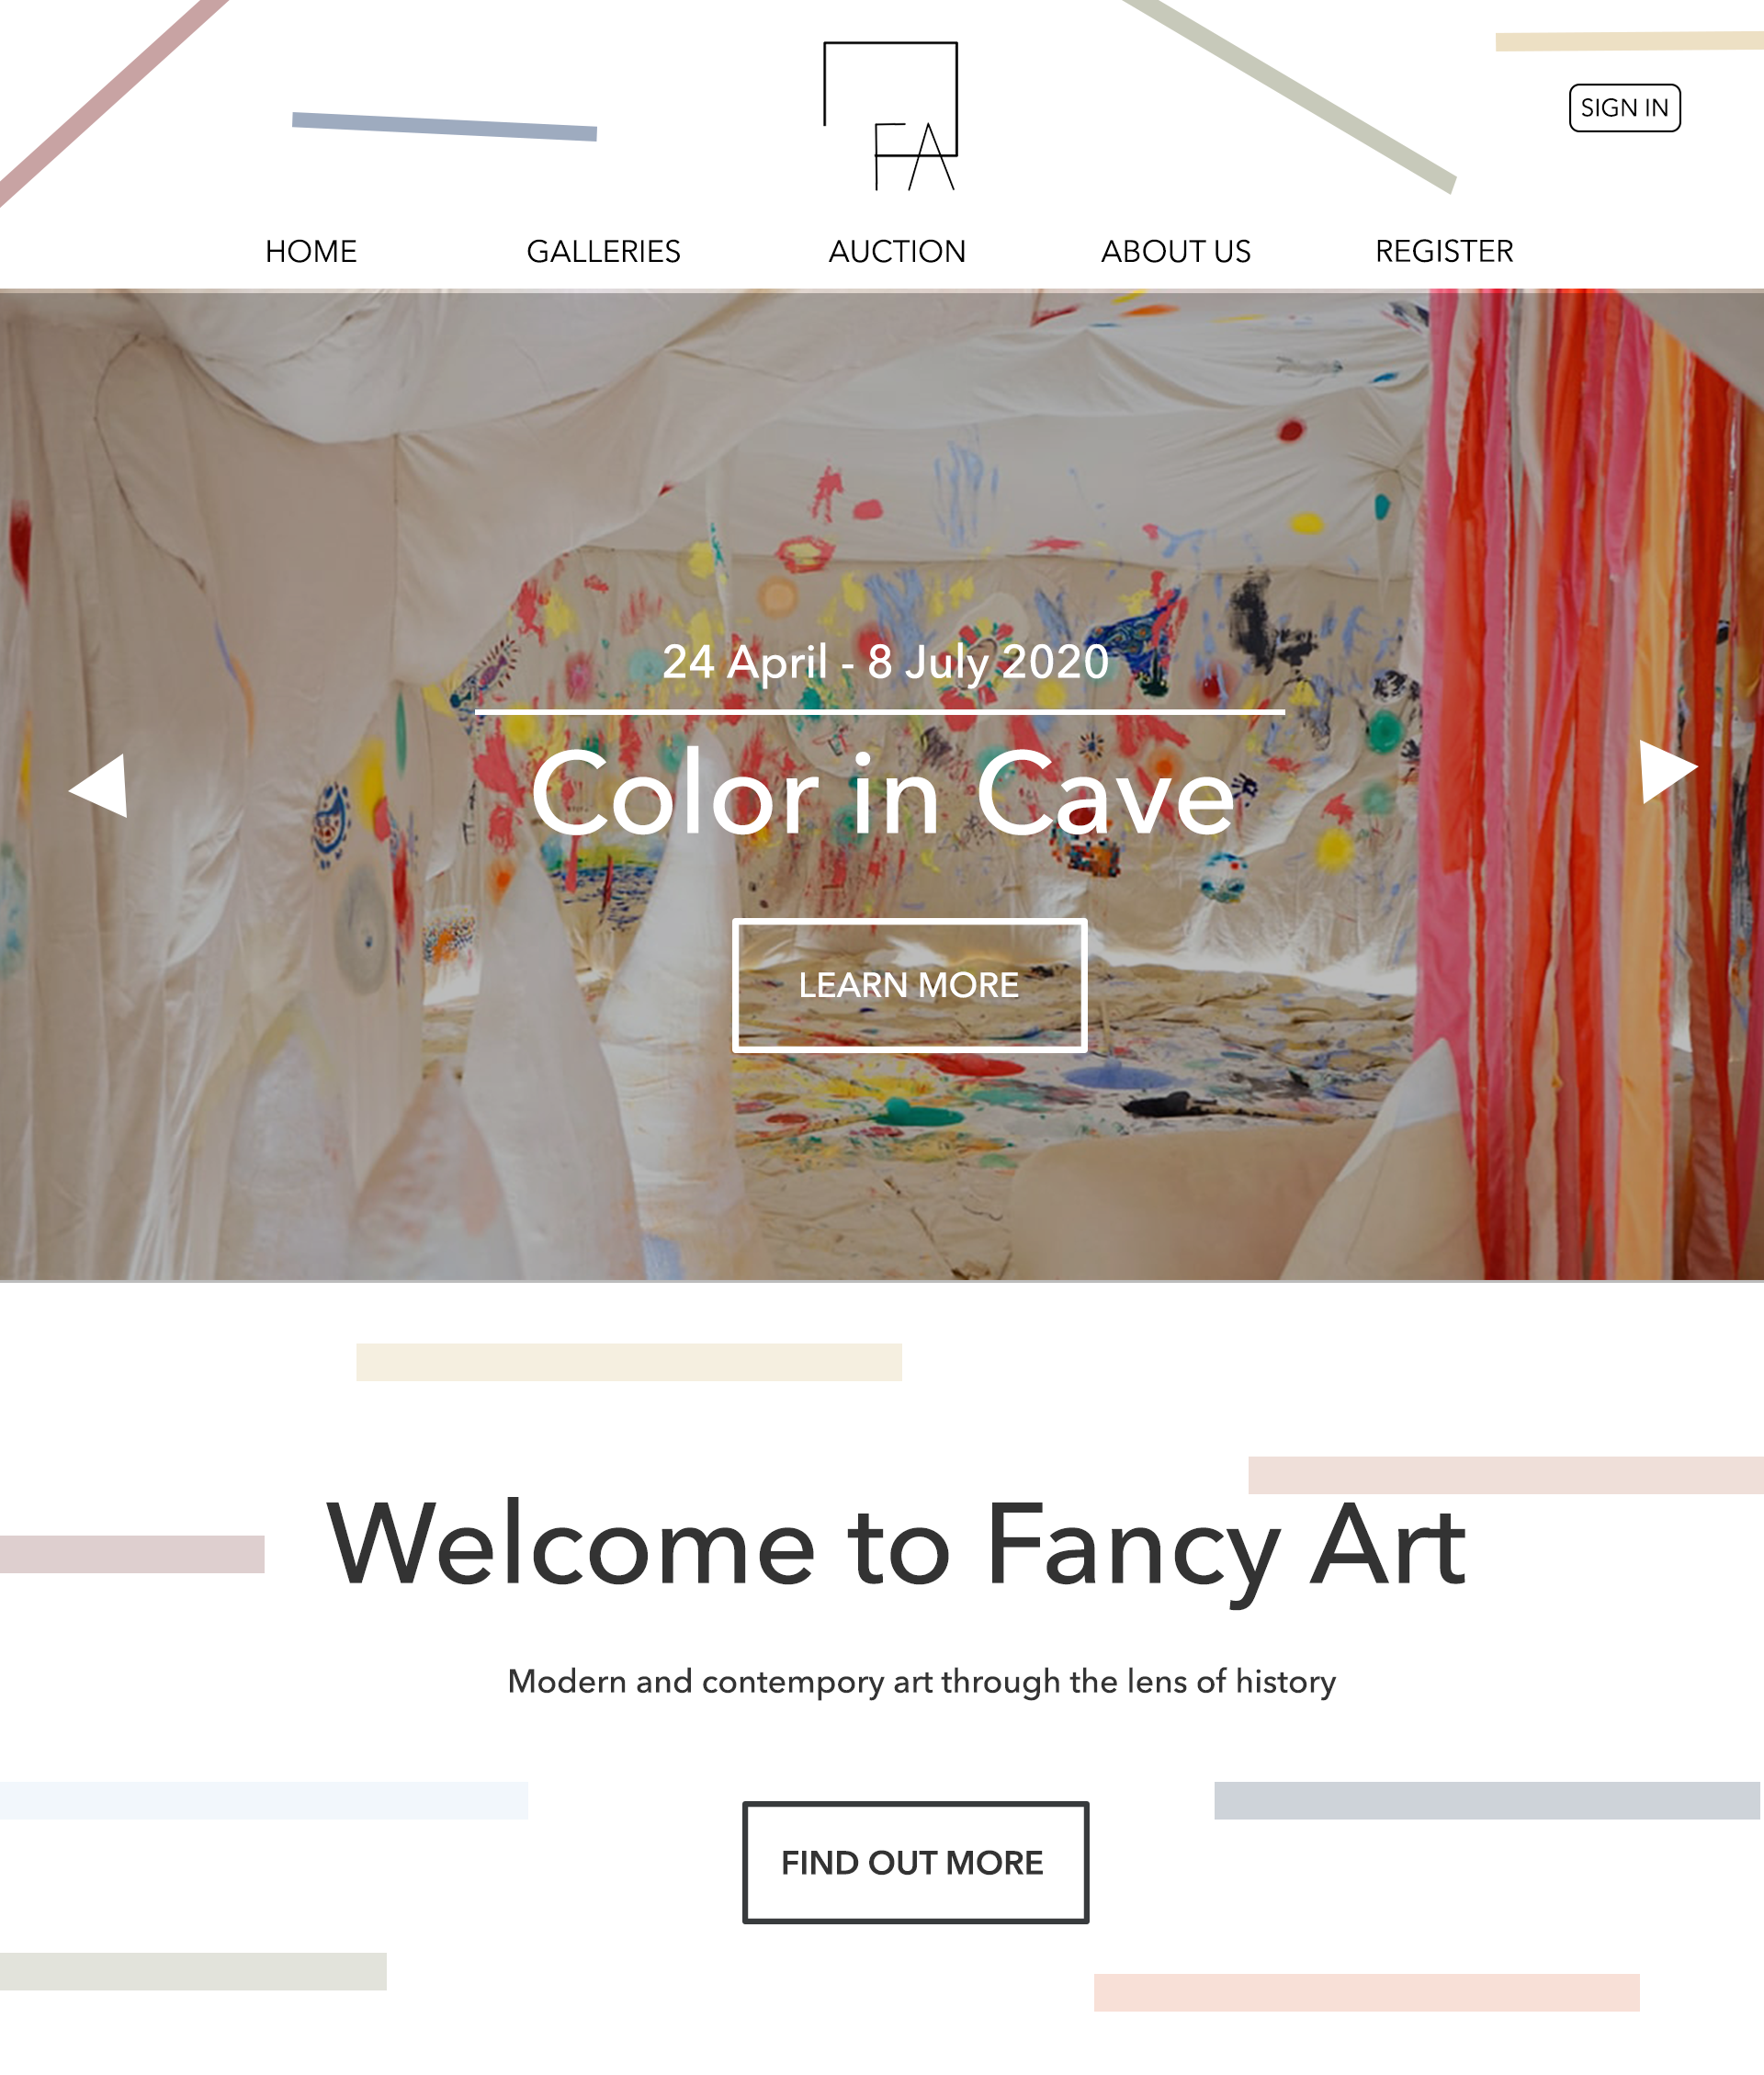 FA
SIGN IN
HOME GALLERIES AUCTION ABOUT US REGISTER
24 April - 8 July 2020
Color in Cave
LEARN MORE
Welcome to Fancy Art
Modern and contempory art through the lens of history
FIND OUT MORE